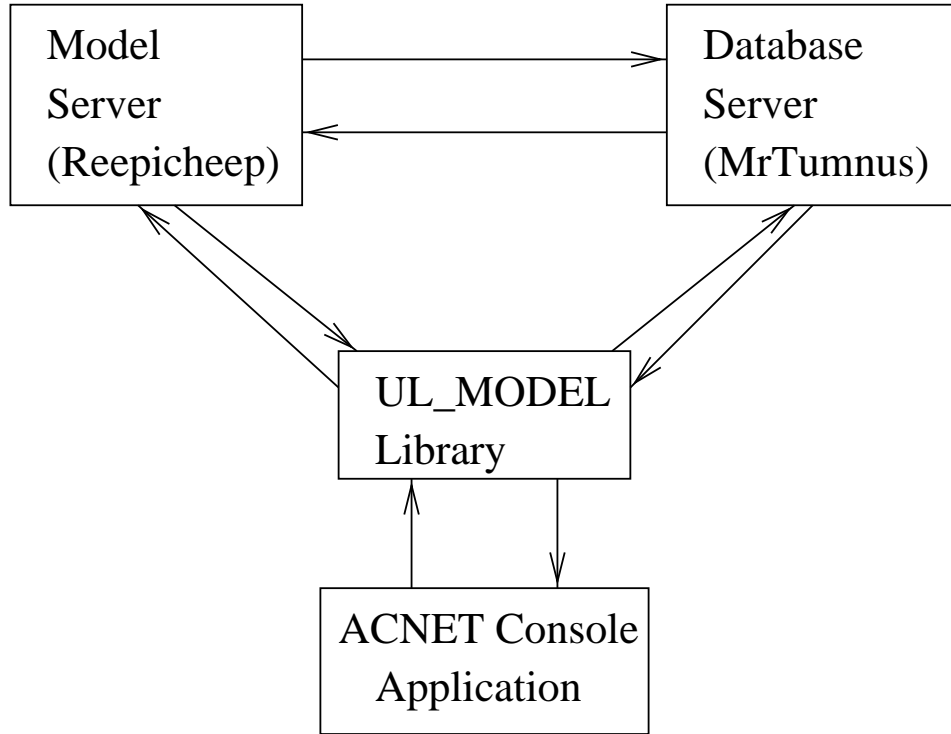 Model
Server
(Reepicheep)
Database
Server
(MrTumnus)
UL_MODEL
Library
ACNET Console
Application